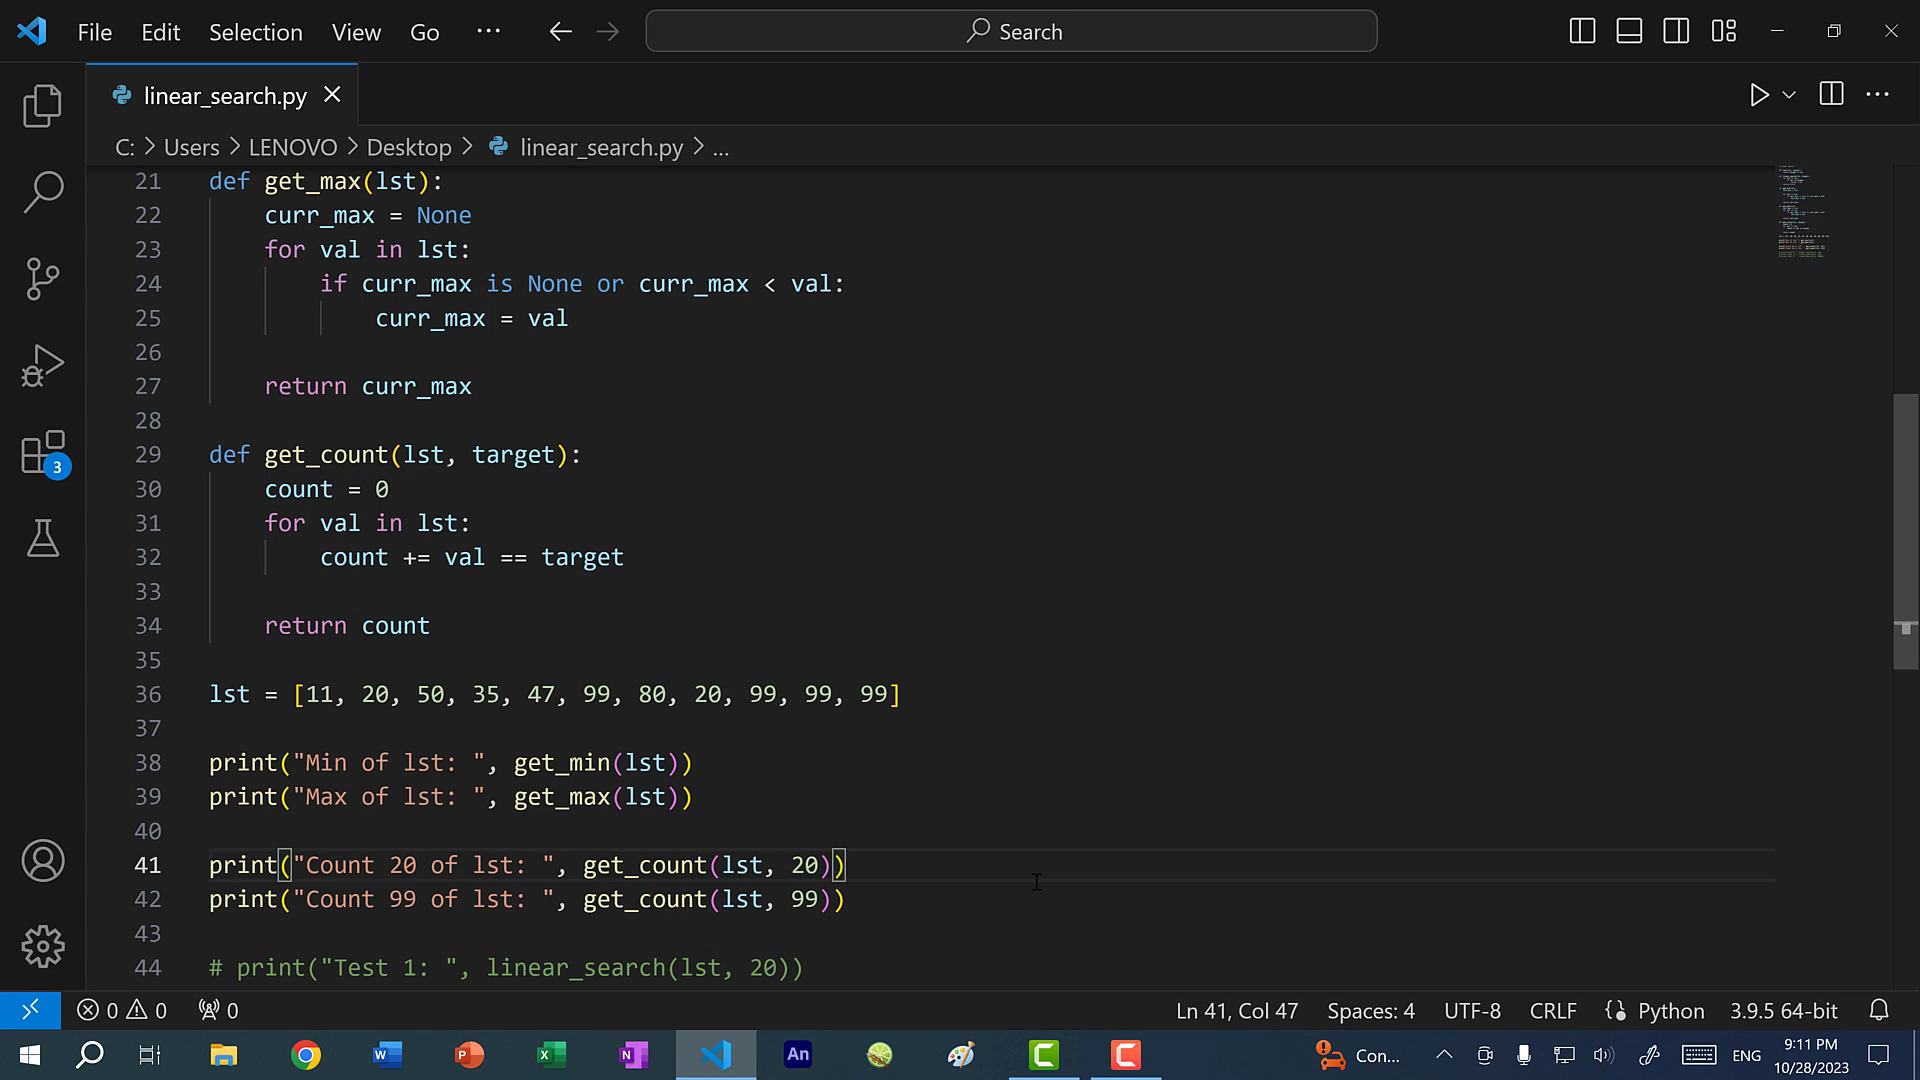 File Edit Selection View Go ··· Search
linear_search.py
C: > Users > LENOVO > Desktop > linear_search.py > ...
21 def get_max(lst):
22 curr_max = None
23 for val in lst:
24 if curr_max is None or curr_max < val:
25 curr_max = val
26
27 return curr_max
28
29 def get_count(lst, target):
30 count = 0
31 for val in lst:
32 count += val == target
33
34 return count
35
36 lst = [11, 20, 50, 35, 47, 99, 80, 20, 99, 99, 99]
37
38 print("Min of lst: ", get_min(lst))
39 print("Max of lst: ", get_max(lst))
40
41 print("Count 20 of lst: ", get_count(lst, 20))
42 print("Count 99 of lst: ", get_count(lst, 99))
43
44 # print("Test 1: ", linear_search(lst, 20))
3
0 0 0 Ln 41, Col 47 Spaces: 4 UTF-8 CRLF Python 3.9.5 64-bit
W P X N An C C Con... ENG 9:11 PM
10/28/2023